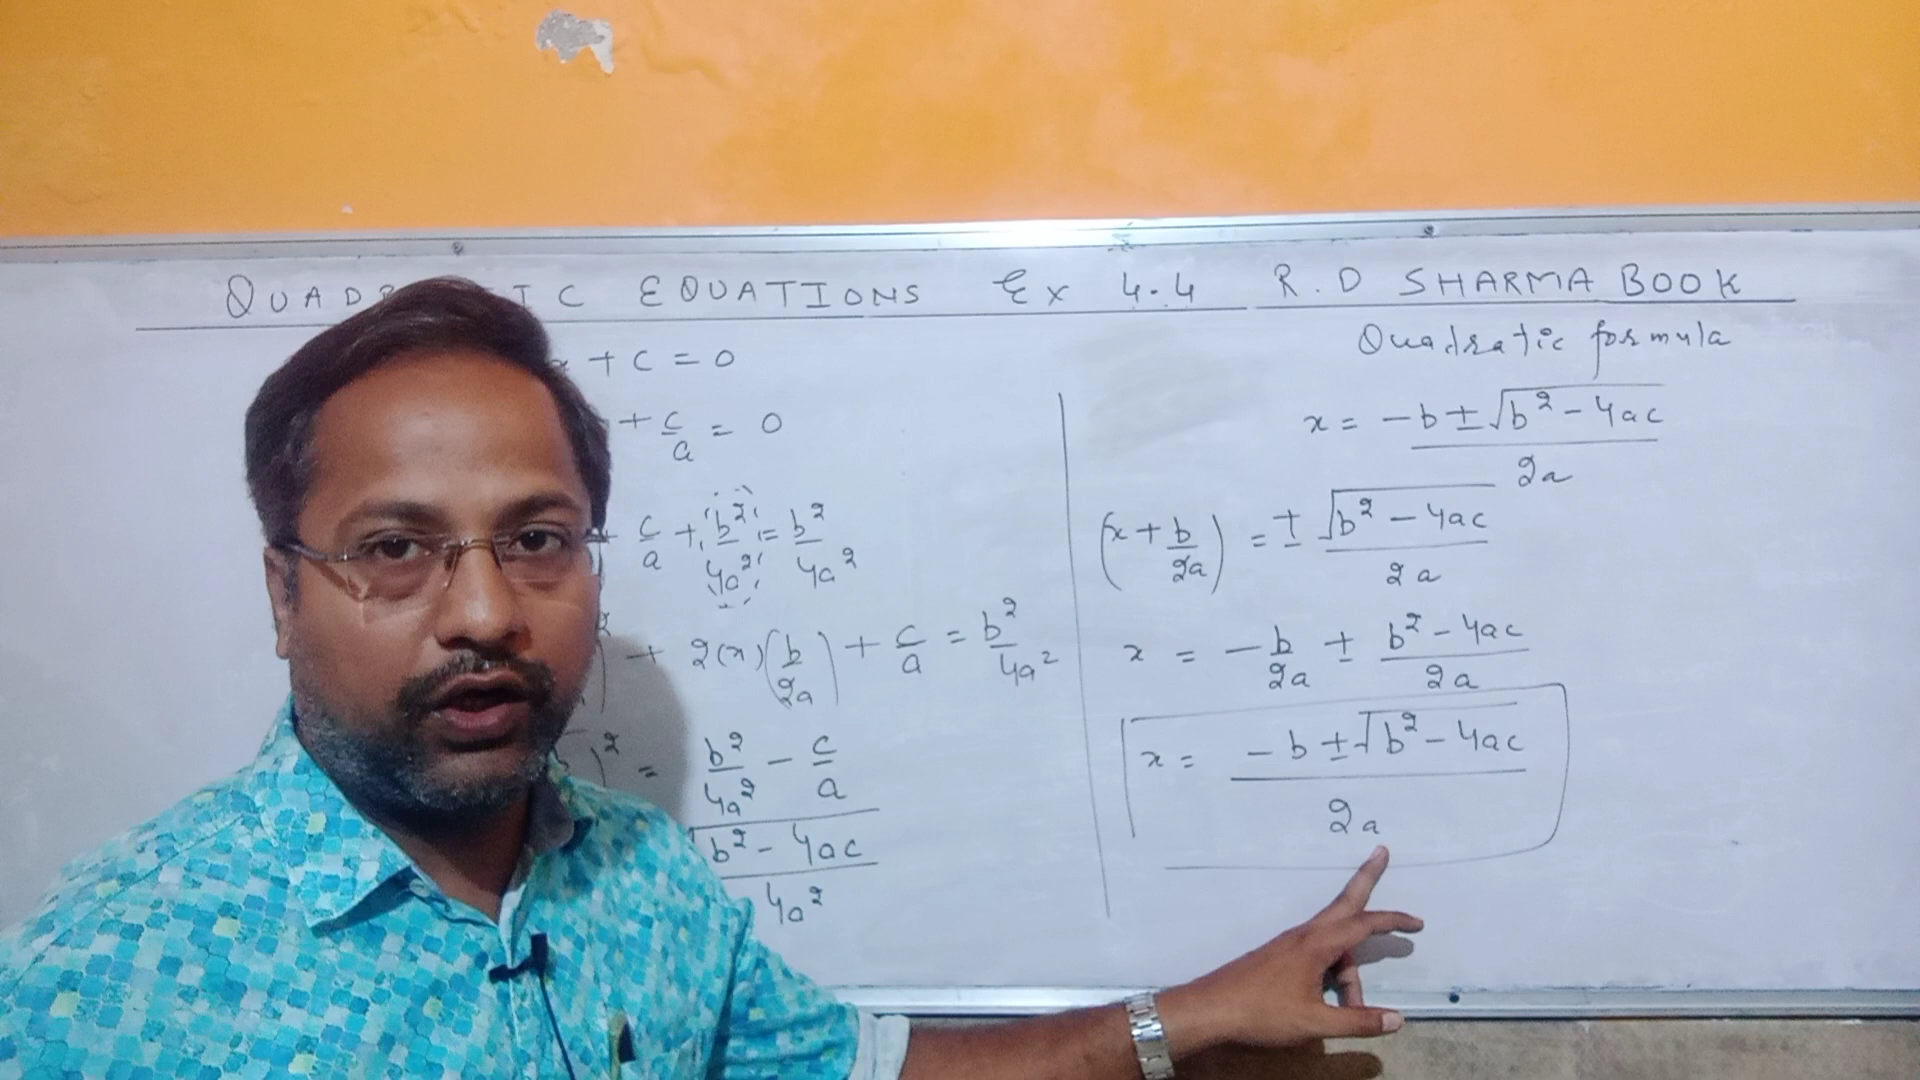 QUAD IC EQUATIONS Ex 4.4 R.D SHARMA BOOK
x + c = 0
+ c/a = 0
c/a + b²/4a² = b²/4a²
² + 2(x)(b/2a) + c/a = b²/4a²
)² = b²/4a² - c/a
b² - 4ac / 4a²
Quadratic formula
x = -b ± √b² - 4ac / 2a
(x + b/2a) = ± √b² - 4ac / 2a
x = -b/2a ± b² - 4ac / 2a
x = -b ± √b² - 4ac / 2a